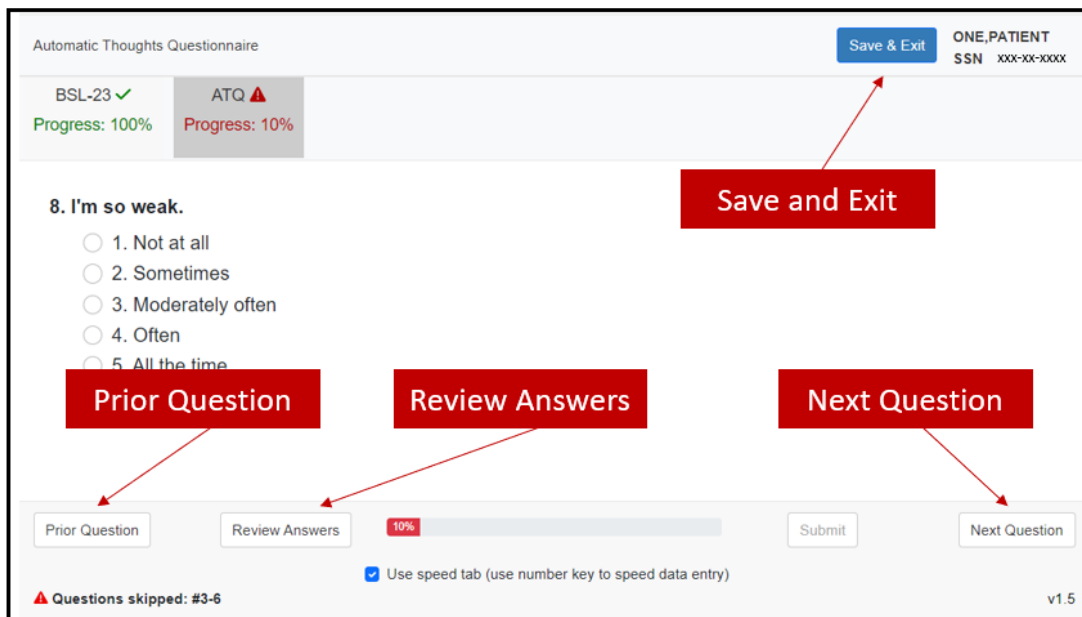 Automatic Thoughts Questionnaire
Save & Exit
ONE,PATIENT
SSN xxx-xx-xxxx
BSL-23
Progress: 100%
ATQ
Progress: 10%
Save and Exit
8. I'm so weak.
1. Not at all
2. Sometimes
3. Moderately often
4. Often
5. All the time
Prior Question
Review Answers
Next Question
Prior Question
Review Answers
10%
Submit
Next Question
Use speed tab (use number key to speed data entry)
Questions skipped: #3-6
v1.5